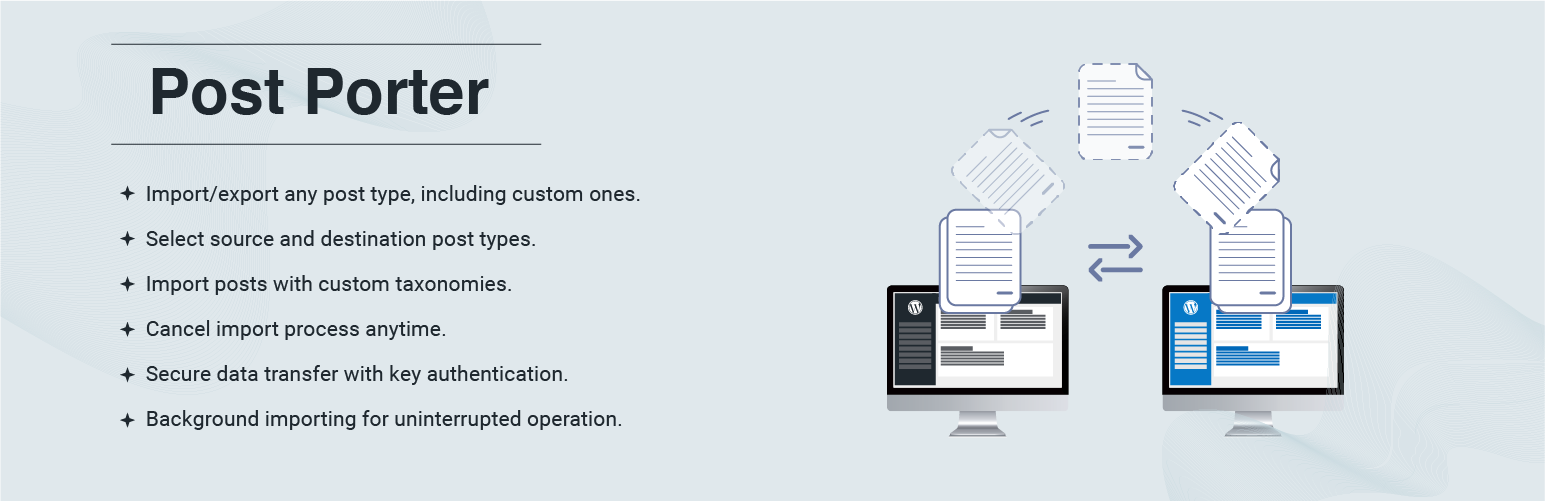 Post Porter
Import/export any post type, including custom ones.
Select source and destination post types.
Import posts with custom taxonomies.
Cancel import process anytime.
Secure data transfer with key authentication.
Background importing for uninterrupted operation.